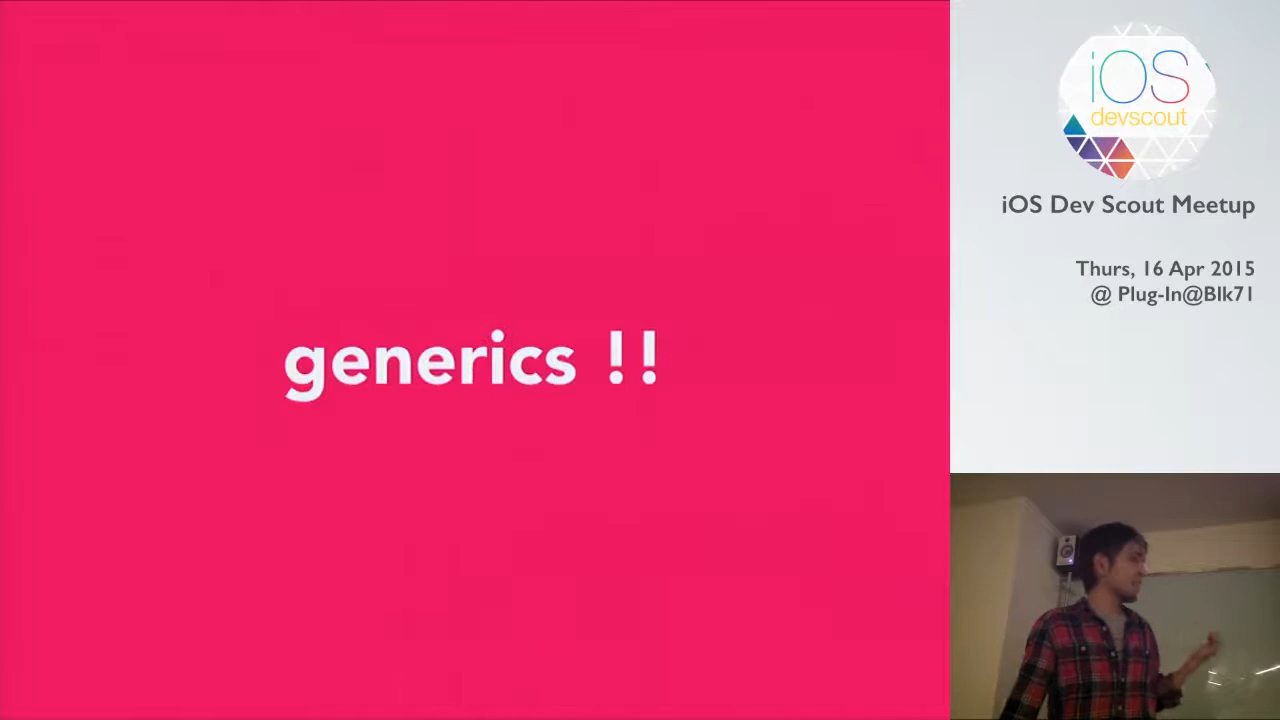 generics !!
iOS
devscout
iOS Dev Scout Meetup
Thurs, 16 Apr 2015
@ Plug-In@Blk71